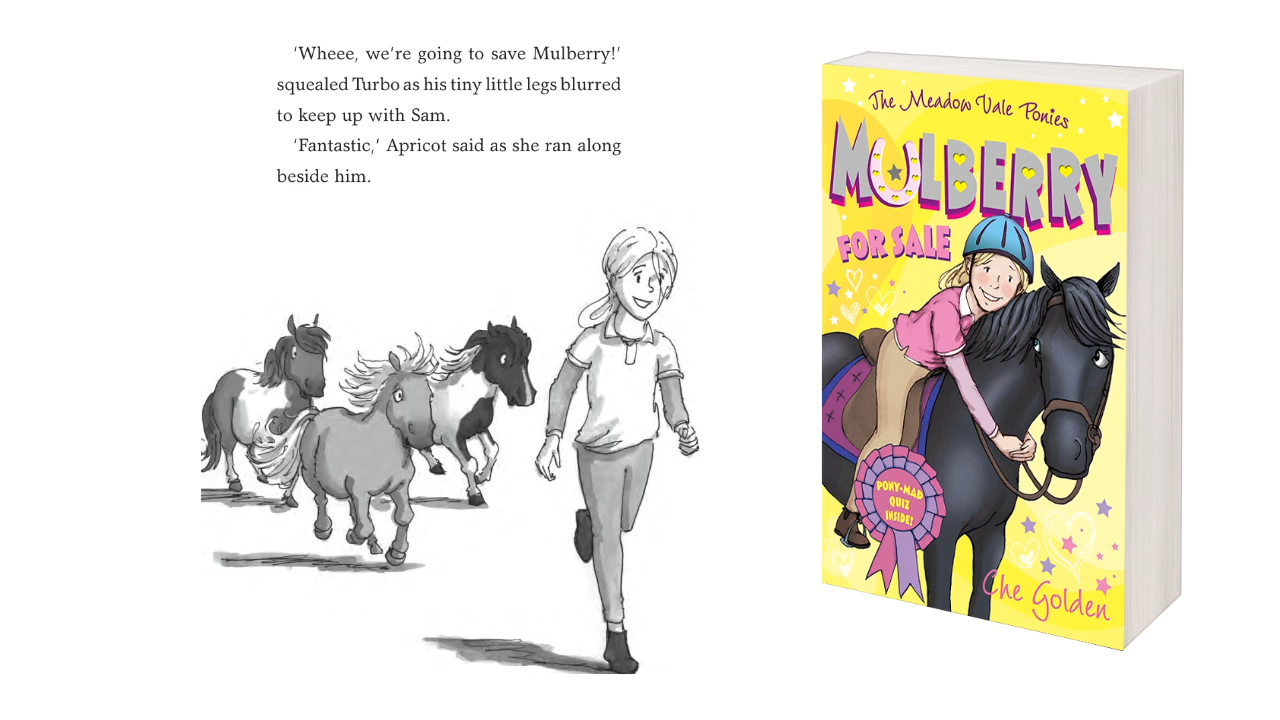 ‘Wheee, we’re going to save Mulberry!’
squealed Turbo as his tiny little legs blurred
to keep up with Sam.
‘Fantastic,’ Apricot said as she ran along
beside him.
The Meadow Vale Ponies
MULBERRY
FOR SALE
PONY-MAD
QUIZ
INSIDE!
Che Golden